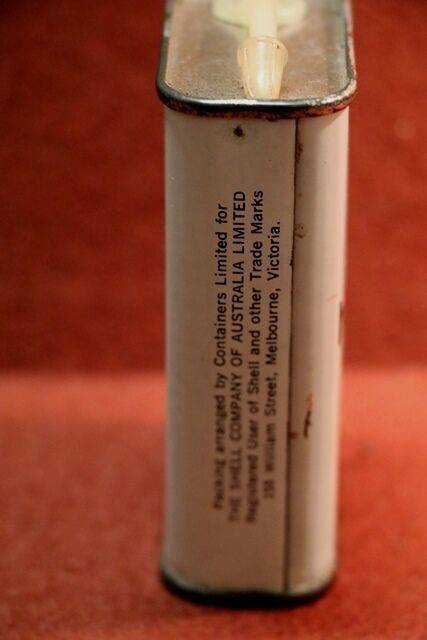 Packing arranged by Containers Limited for
THE SHELL COMPANY OF AUSTRALIA LIMITED
Registered User of Shell and other Trade Marks
William Street, Melbourne, Victoria.